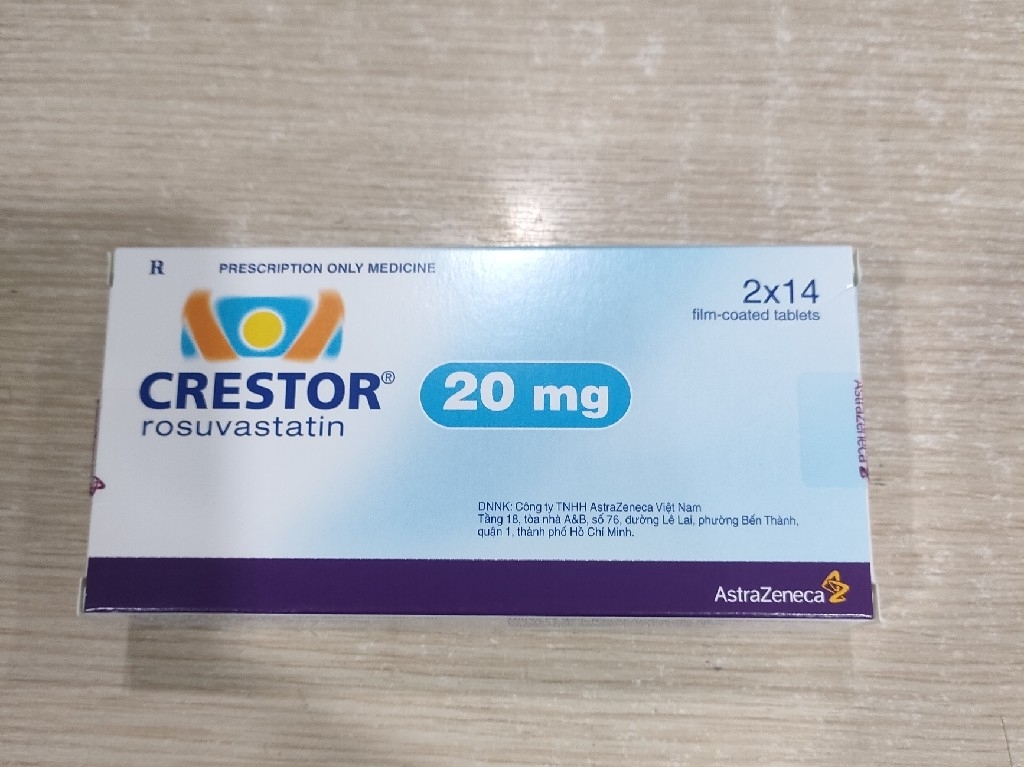 R PRESCRIPTION ONLY MEDICINE
2x14
film-coated tablets
CRESTOR®
rosuvastatin
20 mg
DNNK: Công ty TNHH AstraZeneca Việt Nam
Tầng 18, tòa nhà A&B, số 76, đường Lê Lai, phường Bến Thành,
quận 1, thành phố Hồ Chí Minh.
AstraZeneca
AstraZeneca